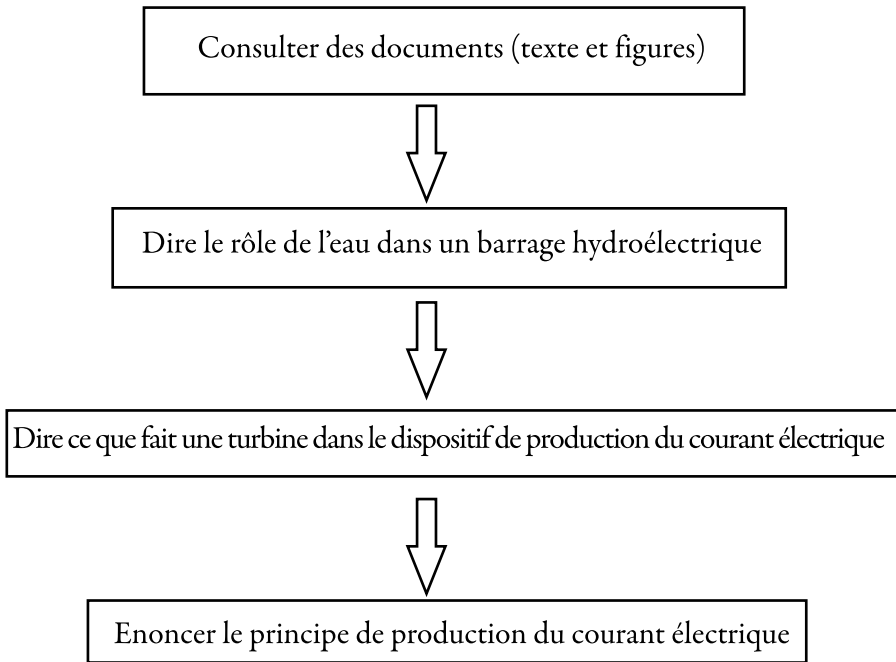 Consulter des documents (texte et figures)
Dire le rôle de l’eau dans un barrage hydroélectrique
Dire ce que fait une turbine dans le dispositif de production du courant électrique
Enoncer le principe de production du courant électrique